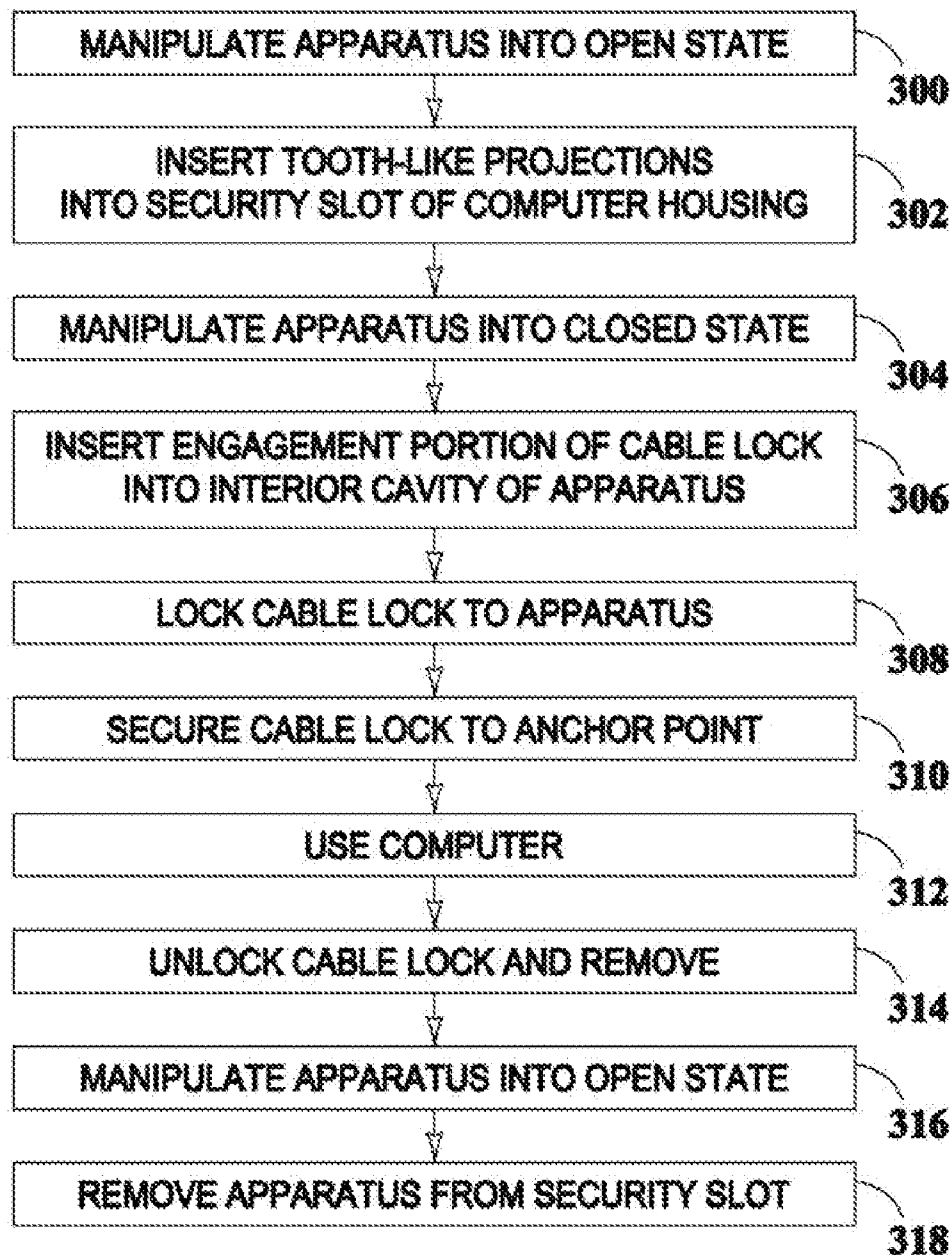 MANIPULATE APPARATUS INTO OPEN STATE
300
INSERT TOOTH-LIKE PROJECTIONS
INTO SECURITY SLOT OF COMPUTER HOUSING
302
MANIPULATE APPARATUS INTO CLOSED STATE
304
INSERT ENGAGEMENT PORTION OF CABLE LOCK
INTO INTERIOR CAVITY OF APPARATUS
306
LOCK CABLE LOCK TO APPARATUS
308
SECURE CABLE LOCK TO ANCHOR POINT
310
USE COMPUTER
312
UNLOCK CABLE LOCK AND REMOVE
314
MANIPULATE APPARATUS INTO OPEN STATE
316
REMOVE APPARATUS FROM SECURITY SLOT
318